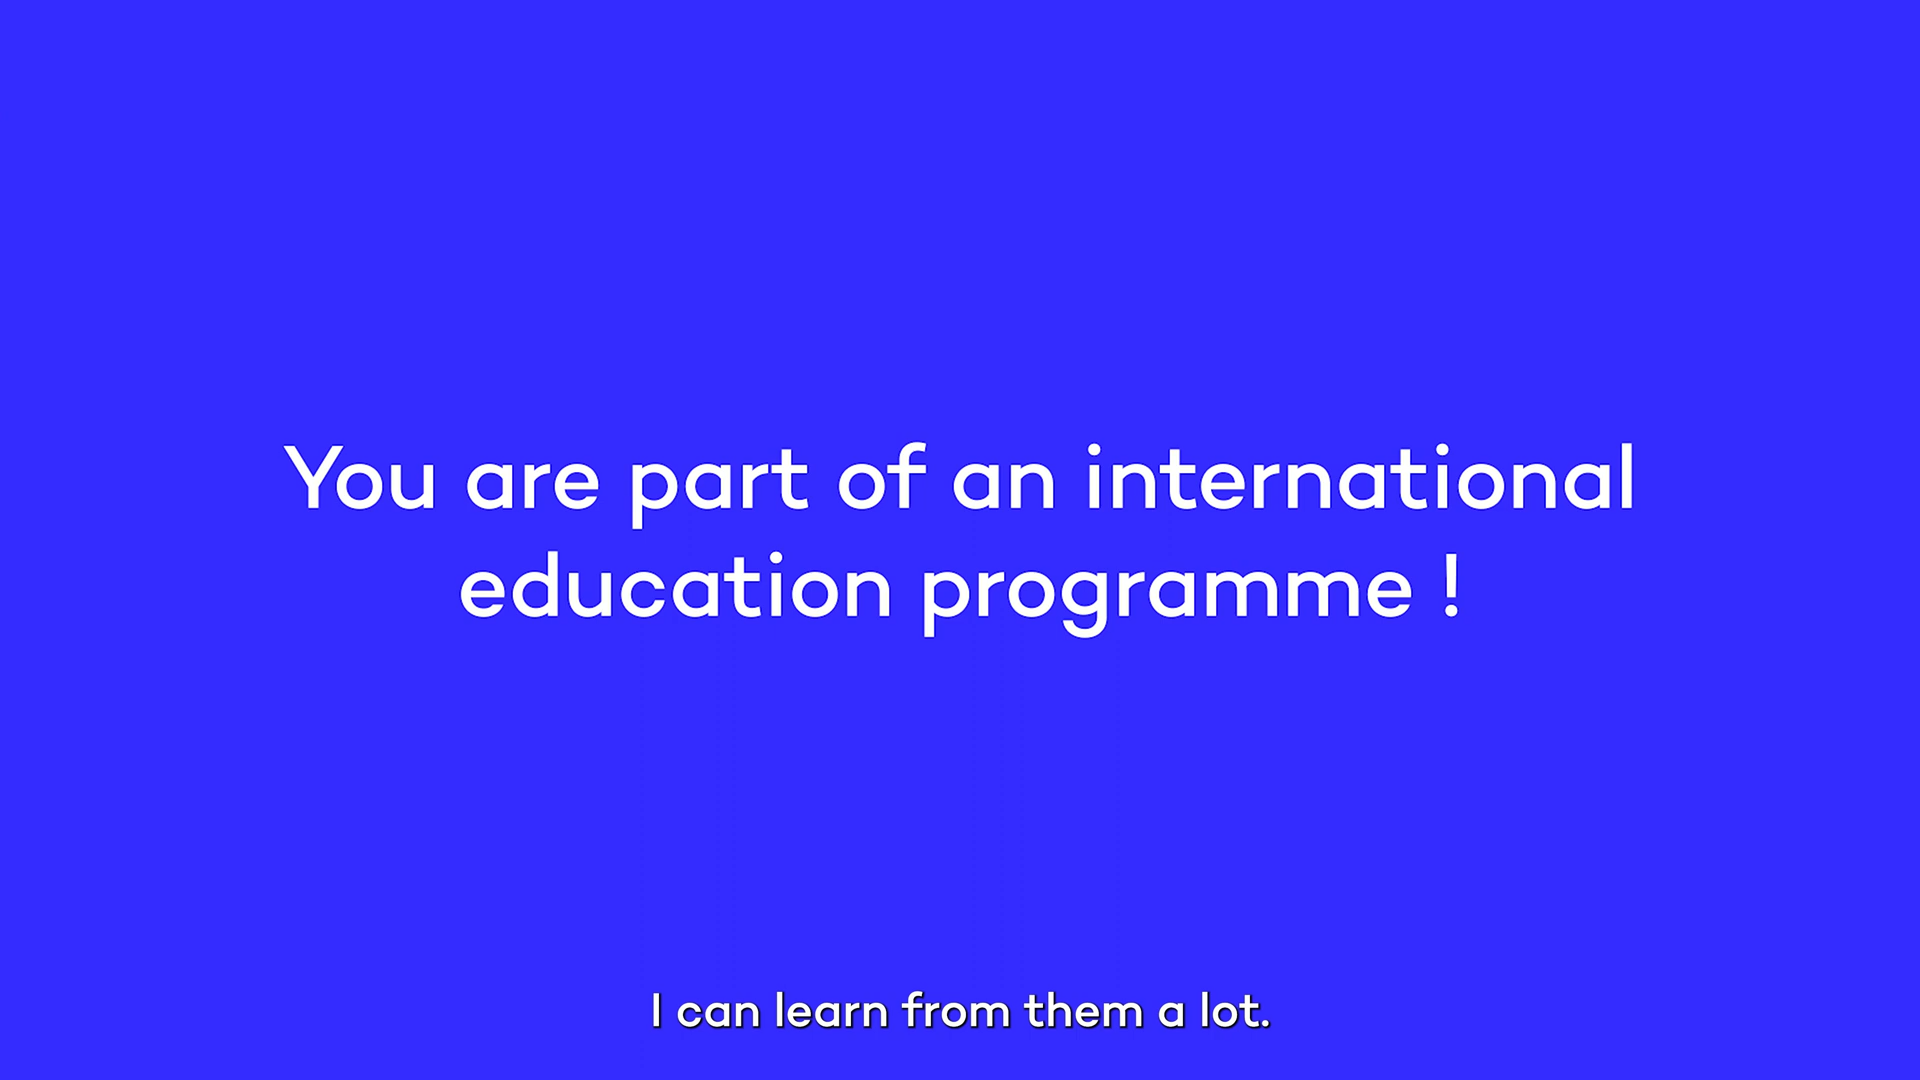 You are part of an international
education programme !
I can learn from them a lot.